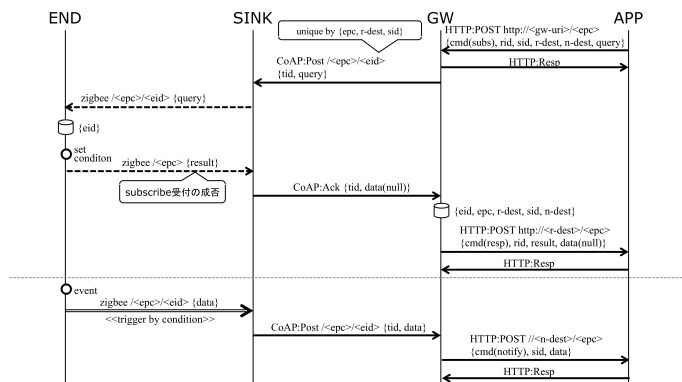 END SINK GW APP
unique by {epc, r-dest, sid}
HTTP:POST http://<gw-uri>/<epc>
{cmd(subs), rid, sid, r-dest, n-dest, query}
HTTP:Resp
CoAP:Post /<epc>/<eid>
{tid, query}
zigbee /<epc>/<eid> {query}
{eid}
set
conditon
zigbee /<epc> {result}
subscribe受付の成否
CoAP:Ack {tid, data(null)}
{eid, epc, r-dest, sid, n-dest}
HTTP:POST http://<r-dest>/<epc>
{cmd(resp), rid, result, data(null)}
HTTP:Resp
event
zigbee /<epc>/<eid> {data}
<<trigger by condition>>
CoAP:Post /<epc>/<eid> {tid, data}
HTTP:POST //<n-dest>/<epc>
{cmd(notify), sid, data}
HTTP:Resp